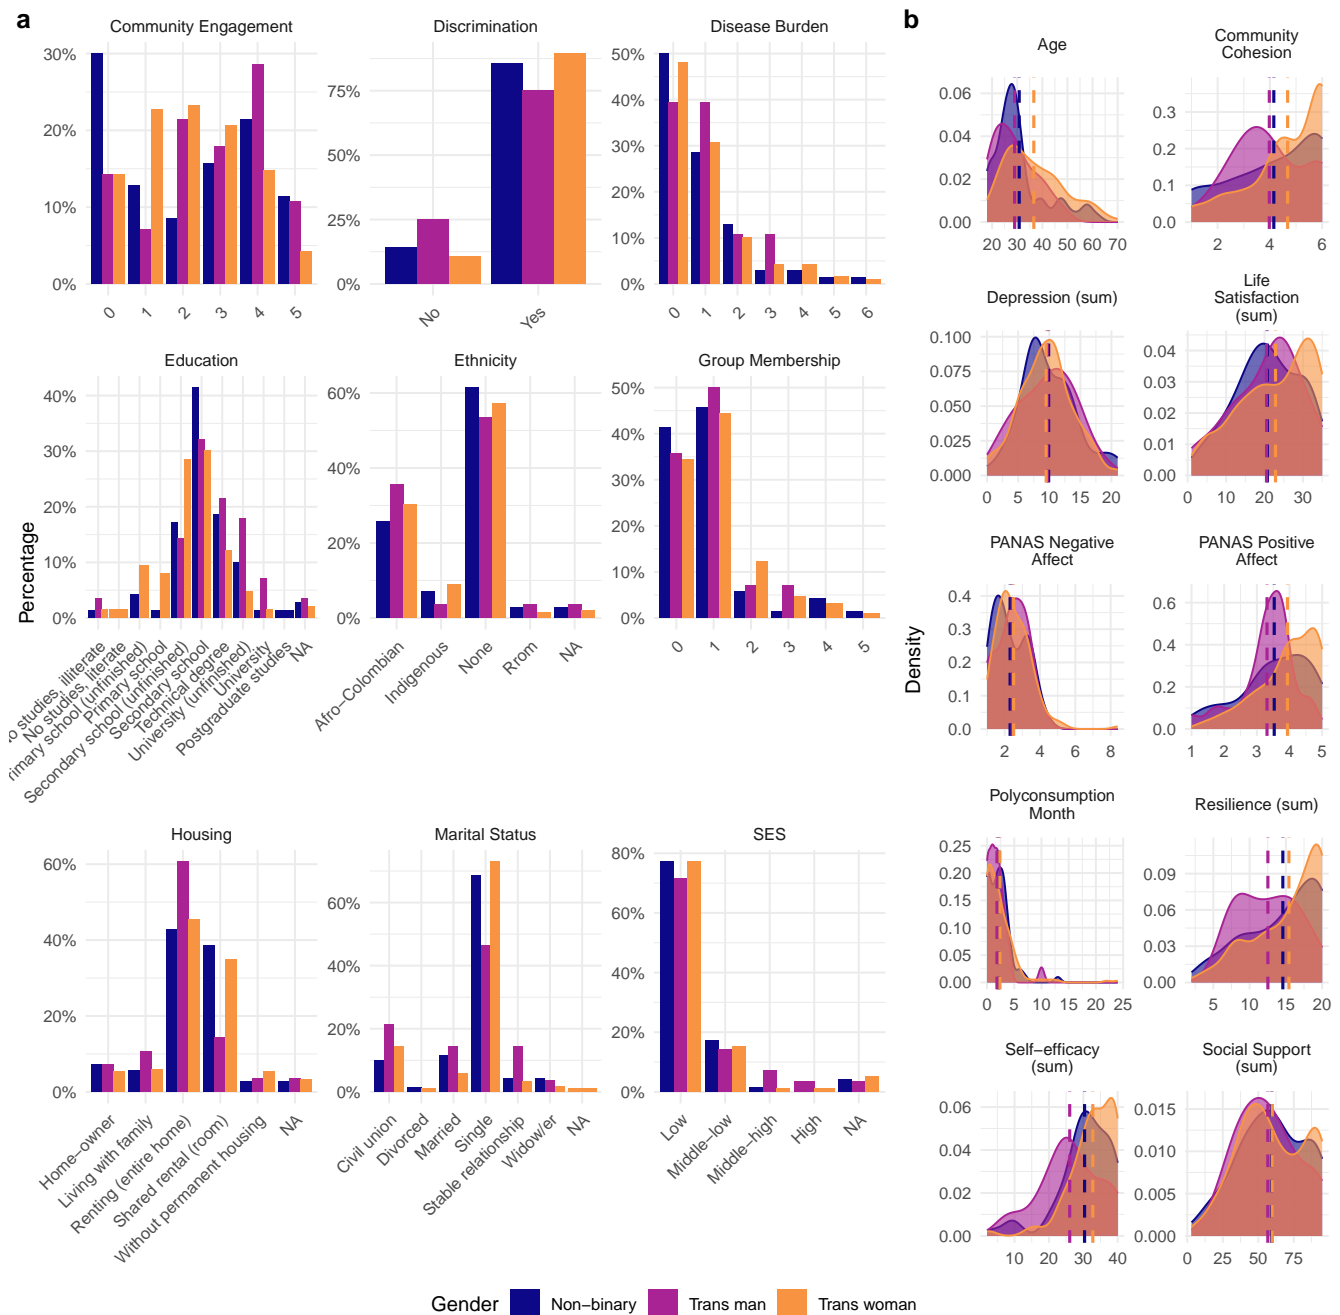 a
b
Community Engagement
Discrimination
Disease Burden
Age
Community
Cohesion
30%
20%
10%
0%
0 1 2 3 4 5
75%
50%
25%
0%
No Yes
50%
40%
30%
20%
10%
0%
0 1 2 3 4 5 6
0.06
0.04
0.02
0.00
20 30 40 50 60 70
0.3
0.2
0.1
0.0
2 4 6
Education
Ethnicity
Group Membership
Depression (sum)
Life
Satisfaction
(sum)
40%
30%
20%
10%
0%
o studies, illiterate
No studies, literate
rimary school (unfinished)
Primary school
Secondary school (unfinished)
Secondary school
Technical degree
University (unfinished)
University
Postgraduate studies
NA
60%
40%
20%
0%
Afro−Colombian
Indigenous
None
Rrom
NA
50%
40%
30%
20%
10%
0%
0 1 2 3 4 5
0.100
0.075
0.050
0.025
0.000
0 5 10 15 20
0.04
0.03
0.02
0.01
0.00
0 10 20 30
Percentage
Density
PANAS Negative
Affect
PANAS Positive
Affect
0.4
0.3
0.2
0.1
0.0
2 4 6 8
0.6
0.4
0.2
0.0
1 2 3 4 5
Housing
Marital Status
SES
Polyconsumption
Month
Resilience (sum)
60%
40%
20%
0%
Home−owner
Living with family
Renting (entire home)
Shared rental (room)
Without permanent housing
NA
60%
40%
20%
0%
Civil union
Divorced
Married
Single
Stable relationship
Widow/er
NA
80%
60%
40%
20%
0%
Low
Middle−low
Middle−high
High
NA
0.25
0.20
0.15
0.10
0.05
0.00
0 5 10 15 20 25
0.09
0.06
0.03
0.00
5 10 15 20
Self−efficacy
(sum)
Social Support
(sum)
0.06
0.04
0.02
0.00
10 20 30 40
0.015
0.010
0.005
0.000
0 25 50 75
Gender Non−binary Trans man Trans woman